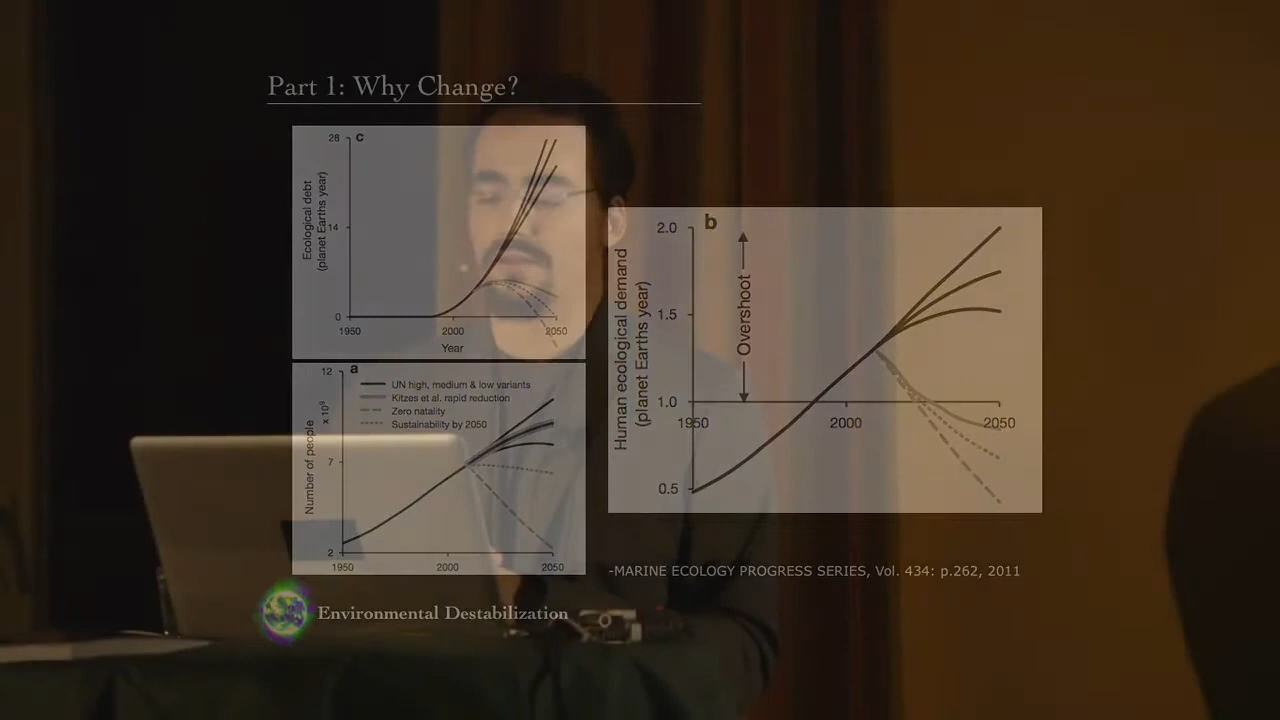 Part 1: Why Change?
c
28
14
0
Ecological debt
(planet Earths year)
1950
2000
2050
Year
a
12
7
2
Number of people
x 10⁹
UN high, medium & low variants
Kitzes et al. rapid reduction
Zero natality
Sustainability by 2050
1950
2000
2050
b
2.0
1.5
1.0
0.5
Human ecological demand
(planet Earths year)
Overshoot
1950
2000
2050
-MARINE ECOLOGY PROGRESS SERIES, Vol. 434: p.262, 2011
Environmental Destabilization